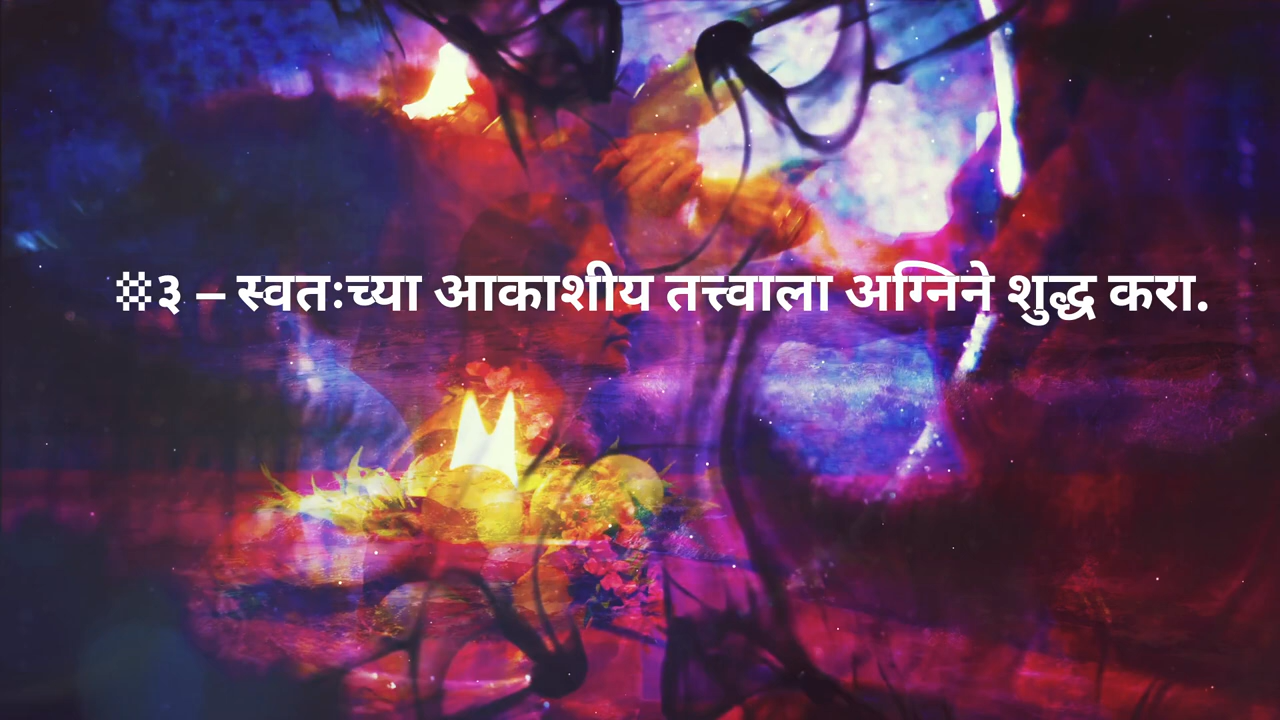 #३ – स्वतःच्या आकाशीय तत्त्वाला अग्निने शुद्ध करा.